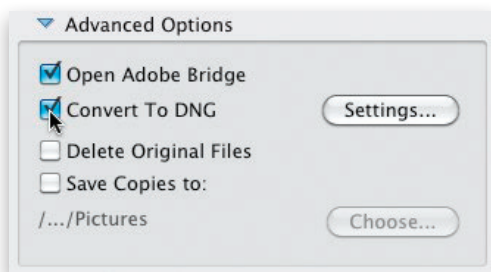 Advanced Options
Open Adobe Bridge
Convert To DNG Settings...
Delete Original Files
Save Copies to:
/.../Pictures Choose...